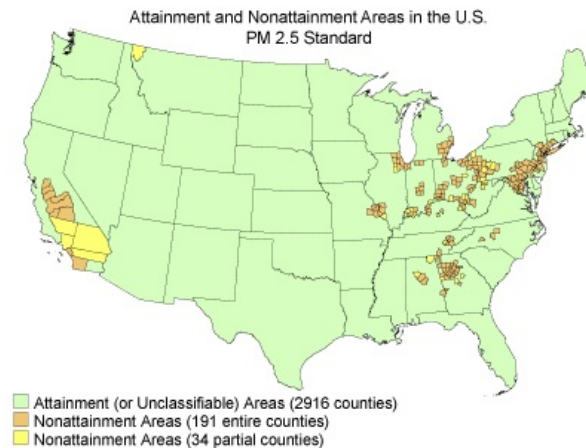 Attainment and Nonattainment Areas in the U.S.
PM 2.5 Standard
Attainment (or Unclassifiable) Areas (2916 counties)
Nonattainment Areas (191 entire counties)
Nonattainment Areas (34 partial counties)